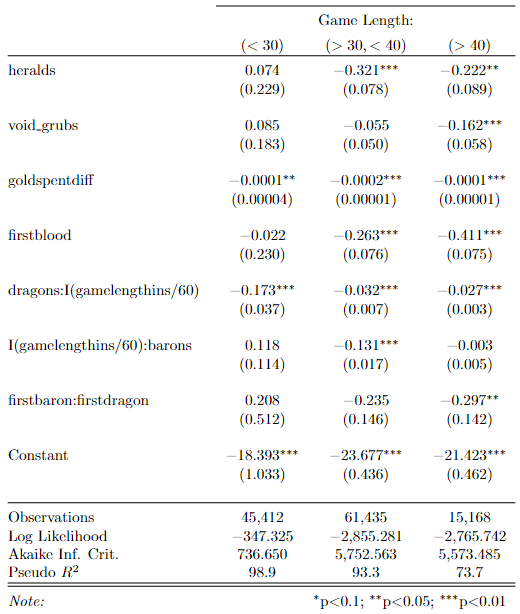 Game Length:
(< 30) (> 30, < 40) (> 40)
heralds 0.074 −0.321*** −0.222**
(0.229) (0.078) (0.089)
void_grubs 0.085 −0.055 −0.162***
(0.183) (0.050) (0.058)
goldspentdiff −0.0001** −0.0002*** −0.0001***
(0.00004) (0.00001) (0.00001)
firstblood −0.022 −0.263*** −0.411***
(0.230) (0.076) (0.075)
dragons:I(gamelengthins/60) −0.173*** −0.032*** −0.027***
(0.037) (0.007) (0.003)
I(gamelengthins/60):barons 0.118 −0.131*** −0.003
(0.114) (0.017) (0.005)
firstbaron:firstdragon 0.208 −0.235 −0.297**
(0.512) (0.146) (0.142)
Constant −18.393*** −23.677*** −21.423***
(1.033) (0.436) (0.462)
Observations 45,412 61,435 15,168
Log Likelihood −347.325 −2,855.281 −2,765.742
Akaike Inf. Crit. 736.650 5,752.563 5,573.485
Pseudo R² 98.9 93.3 73.7
Note: *p<0.1; **p<0.05; ***p<0.01